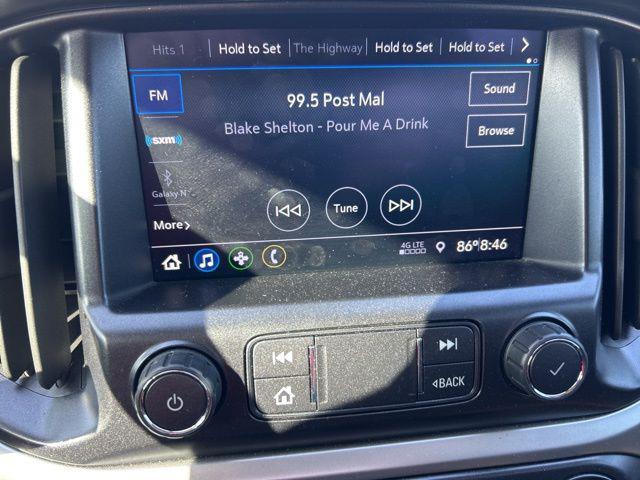 Hits 1 Hold to Set The Highway Hold to Set Hold to Set >
FM 99.5 Post Mal Sound
Blake Shelton - Pour Me A Drink Browse
sxm
Galaxy N
More > Tune
4G LTE 86° 8:46
BACK